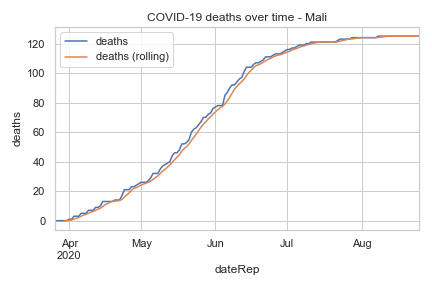 COVID-19 deaths over time - Mali
deaths
deaths (rolling)
120
100
80
60
40
20
0
deaths
Apr
2020
May
Jun
Jul
Aug
dateRep